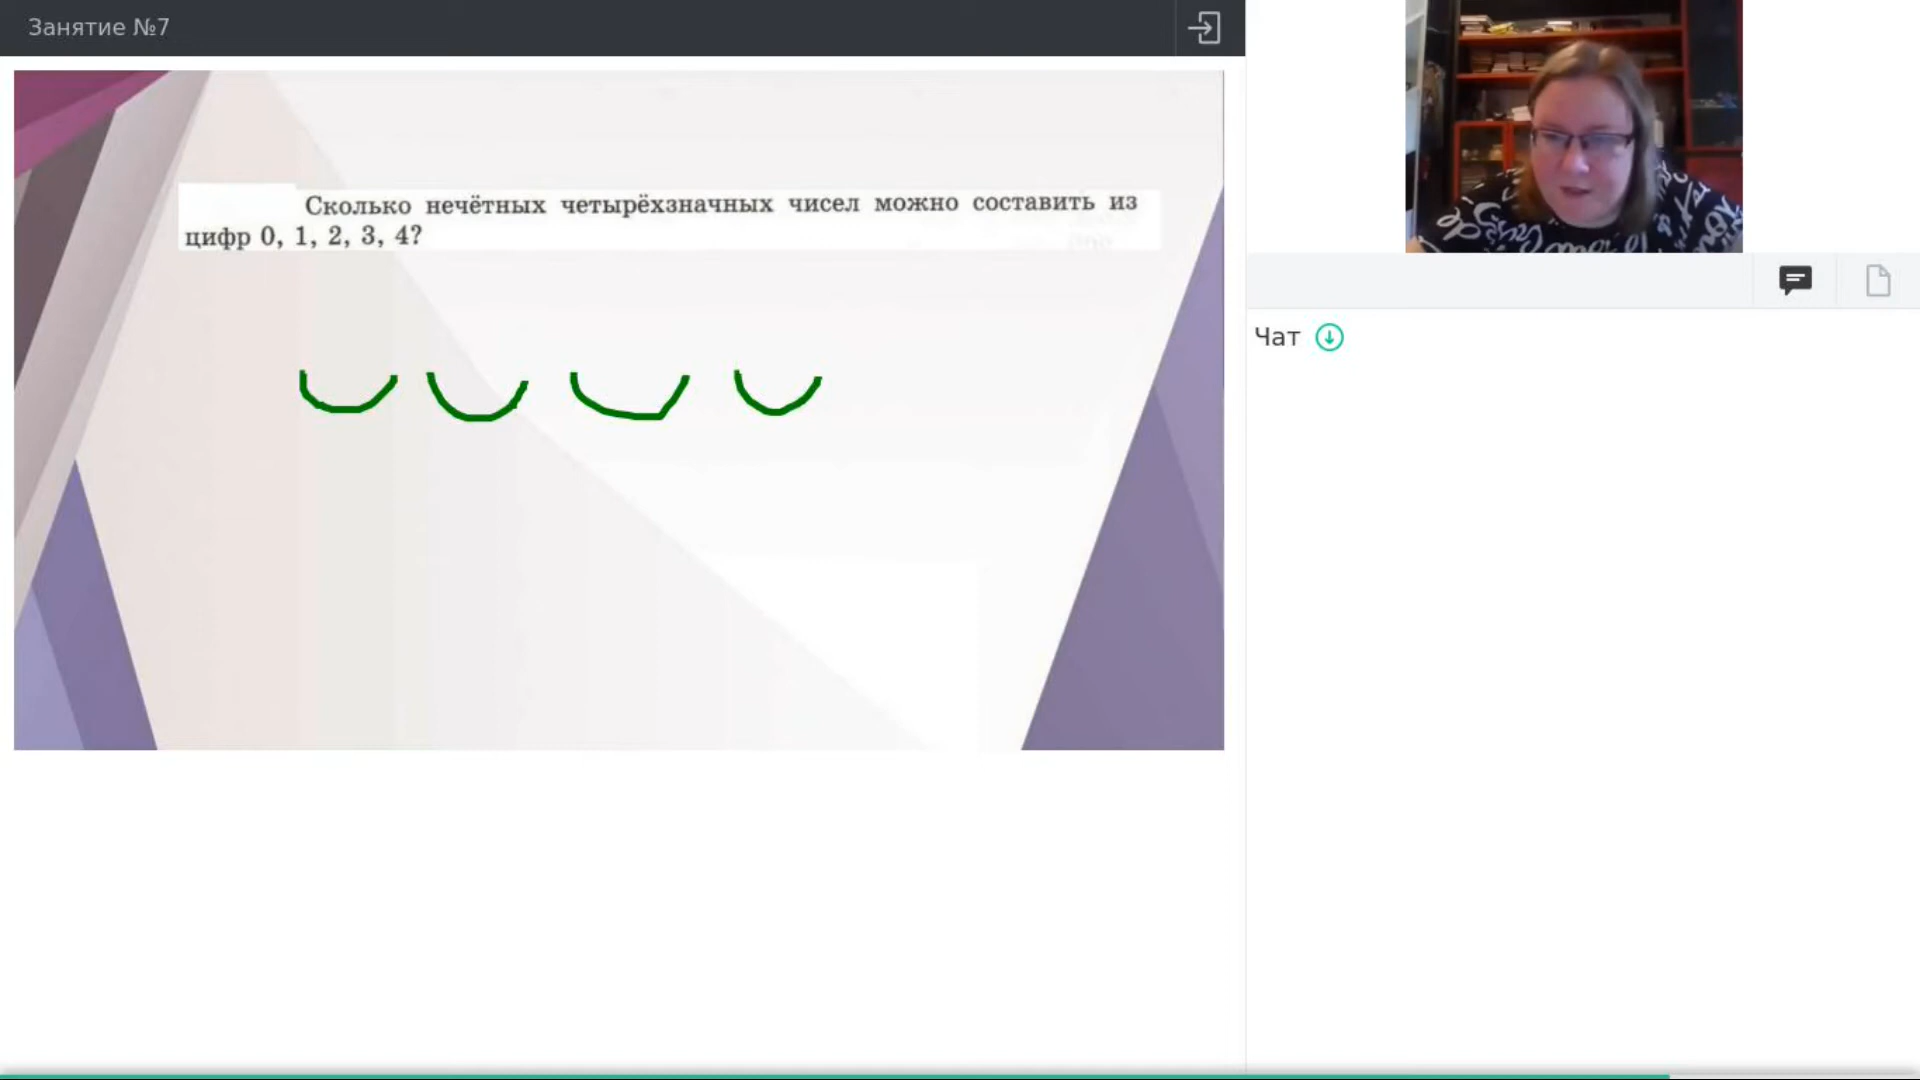 Занятие №7
Сколько нечётных четырёхзначных чисел можно составить из
цифр 0, 1, 2, 3, 4?
Чат